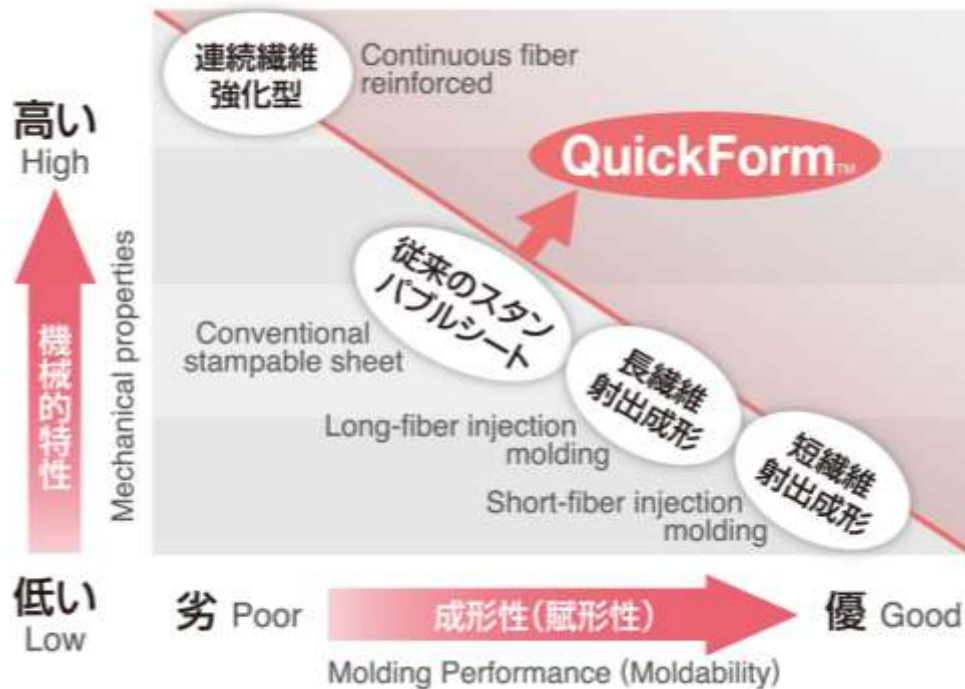 連続繊維
強化型
Continuous fiber
reinforced
高い
High
QuickForm™
機械的特性
Mechanical properties
従来のスタン
パブルシート
Conventional
stampable sheet
長繊維
射出成形
Long-fiber injection
molding
短繊維
射出成形
Short-fiber injection
molding
低い
Low
劣 Poor
成形性(賦形性)
優 Good
Molding Performance (Moldability)